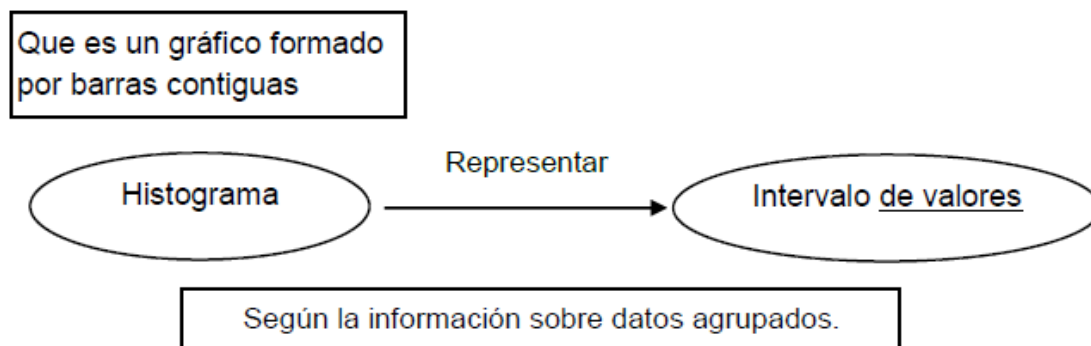 Que es un gráfico formado
por barras contiguas
Representar
Histograma
Intervalo de valores
Según la información sobre datos agrupados.